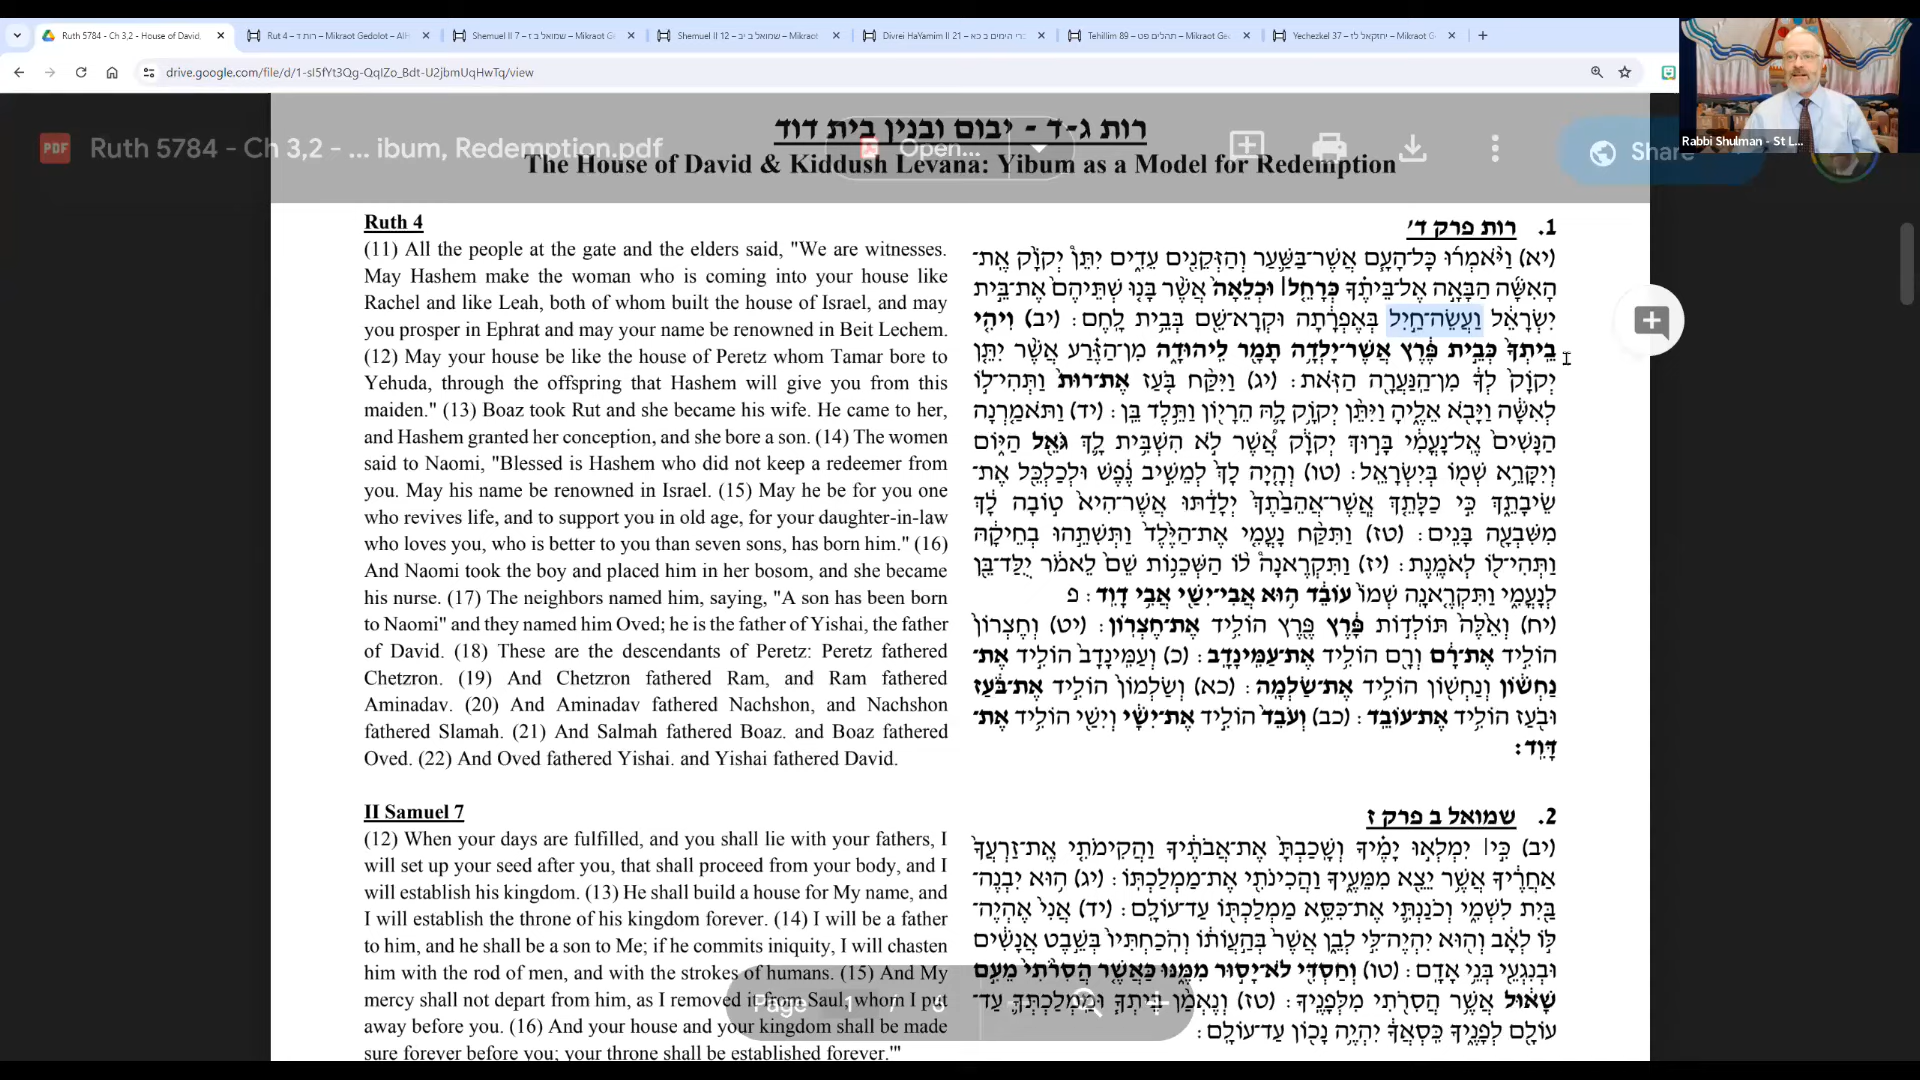 Ruth 5784 - Ch 3,2 - House of David,
Rut 4 – רות ד – Mikraot Gedolot – AlH
Shemuel II 7 – שמואל ב ז – Mikraot G
Shemuel II 12 – שמואל ב יב – Mikraot
Divrei HaYamim II 21 – דברי הימים ב כא
Tehillim 89 – תהלים פט – Mikraot Ge
Yechezkel 37 – יחזקאל לז – Mikraot G
drive.google.com/file/d/1-sI5fYt3Qg-QqIZo_Bdt-U2jbmUqHwTq/view
Rabbi Shulman - St L...
PDF
Ruth 5784 - Ch 3,2 - ... ibum, Redemption.pdf
Open...
Share
רות ג-ד - יבום ובנין בית דוד
The House of David & Kiddush Levana: Yibum as a Model for Redemption
Ruth 4
(11) All the people at the gate and the elders said, "We are witnesses.
May Hashem make the woman who is coming into your house like
Rachel and like Leah, both of whom built the house of Israel, and may
you prosper in Ephrat and may your name be renowned in Beit Lechem.
(12) May your house be like the house of Peretz whom Tamar bore to
Yehuda, through the offspring that Hashem will give you from this
maiden." (13) Boaz took Rut and she became his wife. He came to her,
and Hashem granted her conception, and she bore a son. (14) The women
said to Naomi, "Blessed is Hashem who did not keep a redeemer from
you. May his name be renowned in Israel. (15) May he be for you one
who revives life, and to support you in old age, for your daughter-in-law
who loves you, who is better to you than seven sons, has born him." (16)
And Naomi took the boy and placed him in her bosom, and she became
his nurse. (17) The neighbors named him, saying, "A son has been born
to Naomi" and they named him Oved; he is the father of Yishai, the father
of David. (18) These are the descendants of Peretz: Peretz fathered
Chetzron. (19) And Chetzron fathered Ram, and Ram fathered
Aminadav. (20) And Aminadav fathered Nachshon, and Nachshon
fathered Slamah. (21) And Salmah fathered Boaz. and Boaz fathered
Oved. (22) And Oved fathered Yishai. and Yishai fathered David.
1. רות פרק ד'
(יא) וַיֹּאמְרוּ כׇּל־הָעָם אֲשֶׁר־בַּשַּׁעַר וְהַזְּקֵנִים עֵדִים יִתֵּן יְקֹוָק אֶת־
הָאִשָּׁה הַבָּאָה אֶל־בֵּיתֶךָ כְּרָחֵל׀ וּכְלֵאָה אֲשֶׁר בָּנוּ שְׁתֵּיהֶם אֶת־בֵּית
יִשְׂרָאֵל וַעֲשֵׂה־חַיִל בְּאֶפְרָתָה וּקְרָא־שֵׁם בְּבֵית לָחֶם: (יב) וִיהִי
בֵיתְךָ כְּבֵית פֶּרֶץ אֲשֶׁר־יָלְדָה תָמָר לִיהוּדָה מִן־הַזֶּרַע אֲשֶׁר יִתֵּן
יְקֹוָק לְךָ מִן־הַנַּעֲרָה הַזֹּאת: (יג) וַיִּקַּח בֹּעַז אֶת־רוּת וַתְּהִי־לוֹ
לְאִשָּׁה וַיָּבֹא אֵלֶיהָ וַיִּתֵּן יְקֹוָק לָהּ הֵרָיוֹן וַתֵּלֶד בֵּן: (יד) וַתֹּאמַרְנָה
הַנָּשִׁים אֶל־נׇעֳמִי בָּרוּךְ יְקֹוָק אֲשֶׁר לֹא הִשְׁבִּית לָךְ גֹּאֵל הַיּוֹם
וְיִקָּרֵא שְׁמוֹ בְּיִשְׂרָאֵל: (טו) וְהָיָה לָךְ לְמֵשִׁיב נֶפֶשׁ וּלְכַלְכֵּל אֶת־
שֵׂיבָתֵךְ כִּי כַלָּתֵךְ אֲשֶׁר־אֲהֵבַתֶךְ יְלָדַתּוּ אֲשֶׁר־הִיא טוֹבָה לָךְ
מִשִּׁבְעָה בָּנִים: (טז) וַתִּקַּח נׇעֳמִי אֶת־הַיֶּלֶד וַתְּשִׁתֵהוּ בְחֵיקָהּ
וַתְּהִי־לוֹ לְאֹמֶנֶת: (יז) וַתִּקְרֶאנָה לוֹ הַשְּׁכֵנוֹת שֵׁם לֵאמֹר יֻלַּד־בֵּן
לְנׇעֳמִי וַתִּקְרֶאנָה שְׁמוֹ עוֹבֵד הוּא אֲבִי־יִשַׁי אֲבִי דָוִד: פ
(יח) וְאֵלֶּה תּוֹלְדוֹת פָּרֶץ פֶּרֶץ הוֹלִיד אֶת־חֶצְרוֹן: (יט) וְחֶצְרוֹן
הוֹלִיד אֶת־רָם וְרָם הוֹלִיד אֶת־עַמִּינָדָב: (כ) וְעַמִּינָדָב הוֹלִיד אֶת־
נַחְשׁוֹן וְנַחְשׁוֹן הוֹלִיד אֶת־שַׂלְמָה: (כא) וְשַׂלְמוֹן הוֹלִיד אֶת־בֹּעַז
וּבֹעַז הוֹלִיד אֶת־עוֹבֵד: (כב) וְעֹבֵד הוֹלִיד אֶת־יִשָׁי וְיִשַׁי הוֹלִיד אֶת־
דָּוִד:
II Samuel 7
(12) When your days are fulfilled, and you shall lie with your fathers, I
will set up your seed after you, that shall proceed from your body, and I
will establish his kingdom. (13) He shall build a house for My name, and
I will establish the throne of his kingdom forever. (14) I will be a father
to him, and he shall be a son to Me; if he commits iniquity, I will chasten
him with the rod of men, and with the strokes of humans. (15) And My
mercy shall not depart from him, as I removed it from Saul, whom I put
away before you. (16) And your house and your kingdom shall be made
sure forever before you; your throne shall be established forever.'"
2. שמואל ב פרק ז
(יב) כִּי׀ יִמְלְאוּ יָמֶיךָ וְשָׁכַבְתָּ אֶת־אֲבֹתֶיךָ וַהֲקִימֹתִי אֶת־זַרְעֲךָ
אַחֲרֶיךָ אֲשֶׁר יֵצֵא מִמֵּעֶיךָ וַהֲכִינֹתִי אֶת־מַמְלַכְתּוֹ: (יג) הוּא יִבְנֶה־
בַּיִת לִשְׁמִי וְכֹנַנְתִּי אֶת־כִּסֵּא מַמְלַכְתּוֹ עַד־עוֹלָם: (יד) אֲנִי אֶהְיֶה־
לּוֹ לְאָב וְהוּא יִהְיֶה־לִּי לְבֵן אֲשֶׁר בְּהַעֲוֺתוֹ וְהֹכַחְתִּיו בְּשֵׁבֶט אֲנָשִׁים
וּבְנִגְעֵי בְּנֵי אָדָם: (טו) וְחַסְדִּי לֹא־יָסוּר מִמֶּנּוּ כַּאֲשֶׁר הֲסִרֹתִי מֵעִם
שָׁאוּל אֲשֶׁר הֲסִרֹתִי מִלְּפָנֶיךָ: (טז) וְנֶאְמַן בֵּיתְךָ וּמַמְלַכְתְּךָ עַד־
עוֹלָם לְפָנֶיךָ כִּסְאֲךָ יִהְיֶה נָכוֹן עַד־עוֹלָם:
Page 1 /